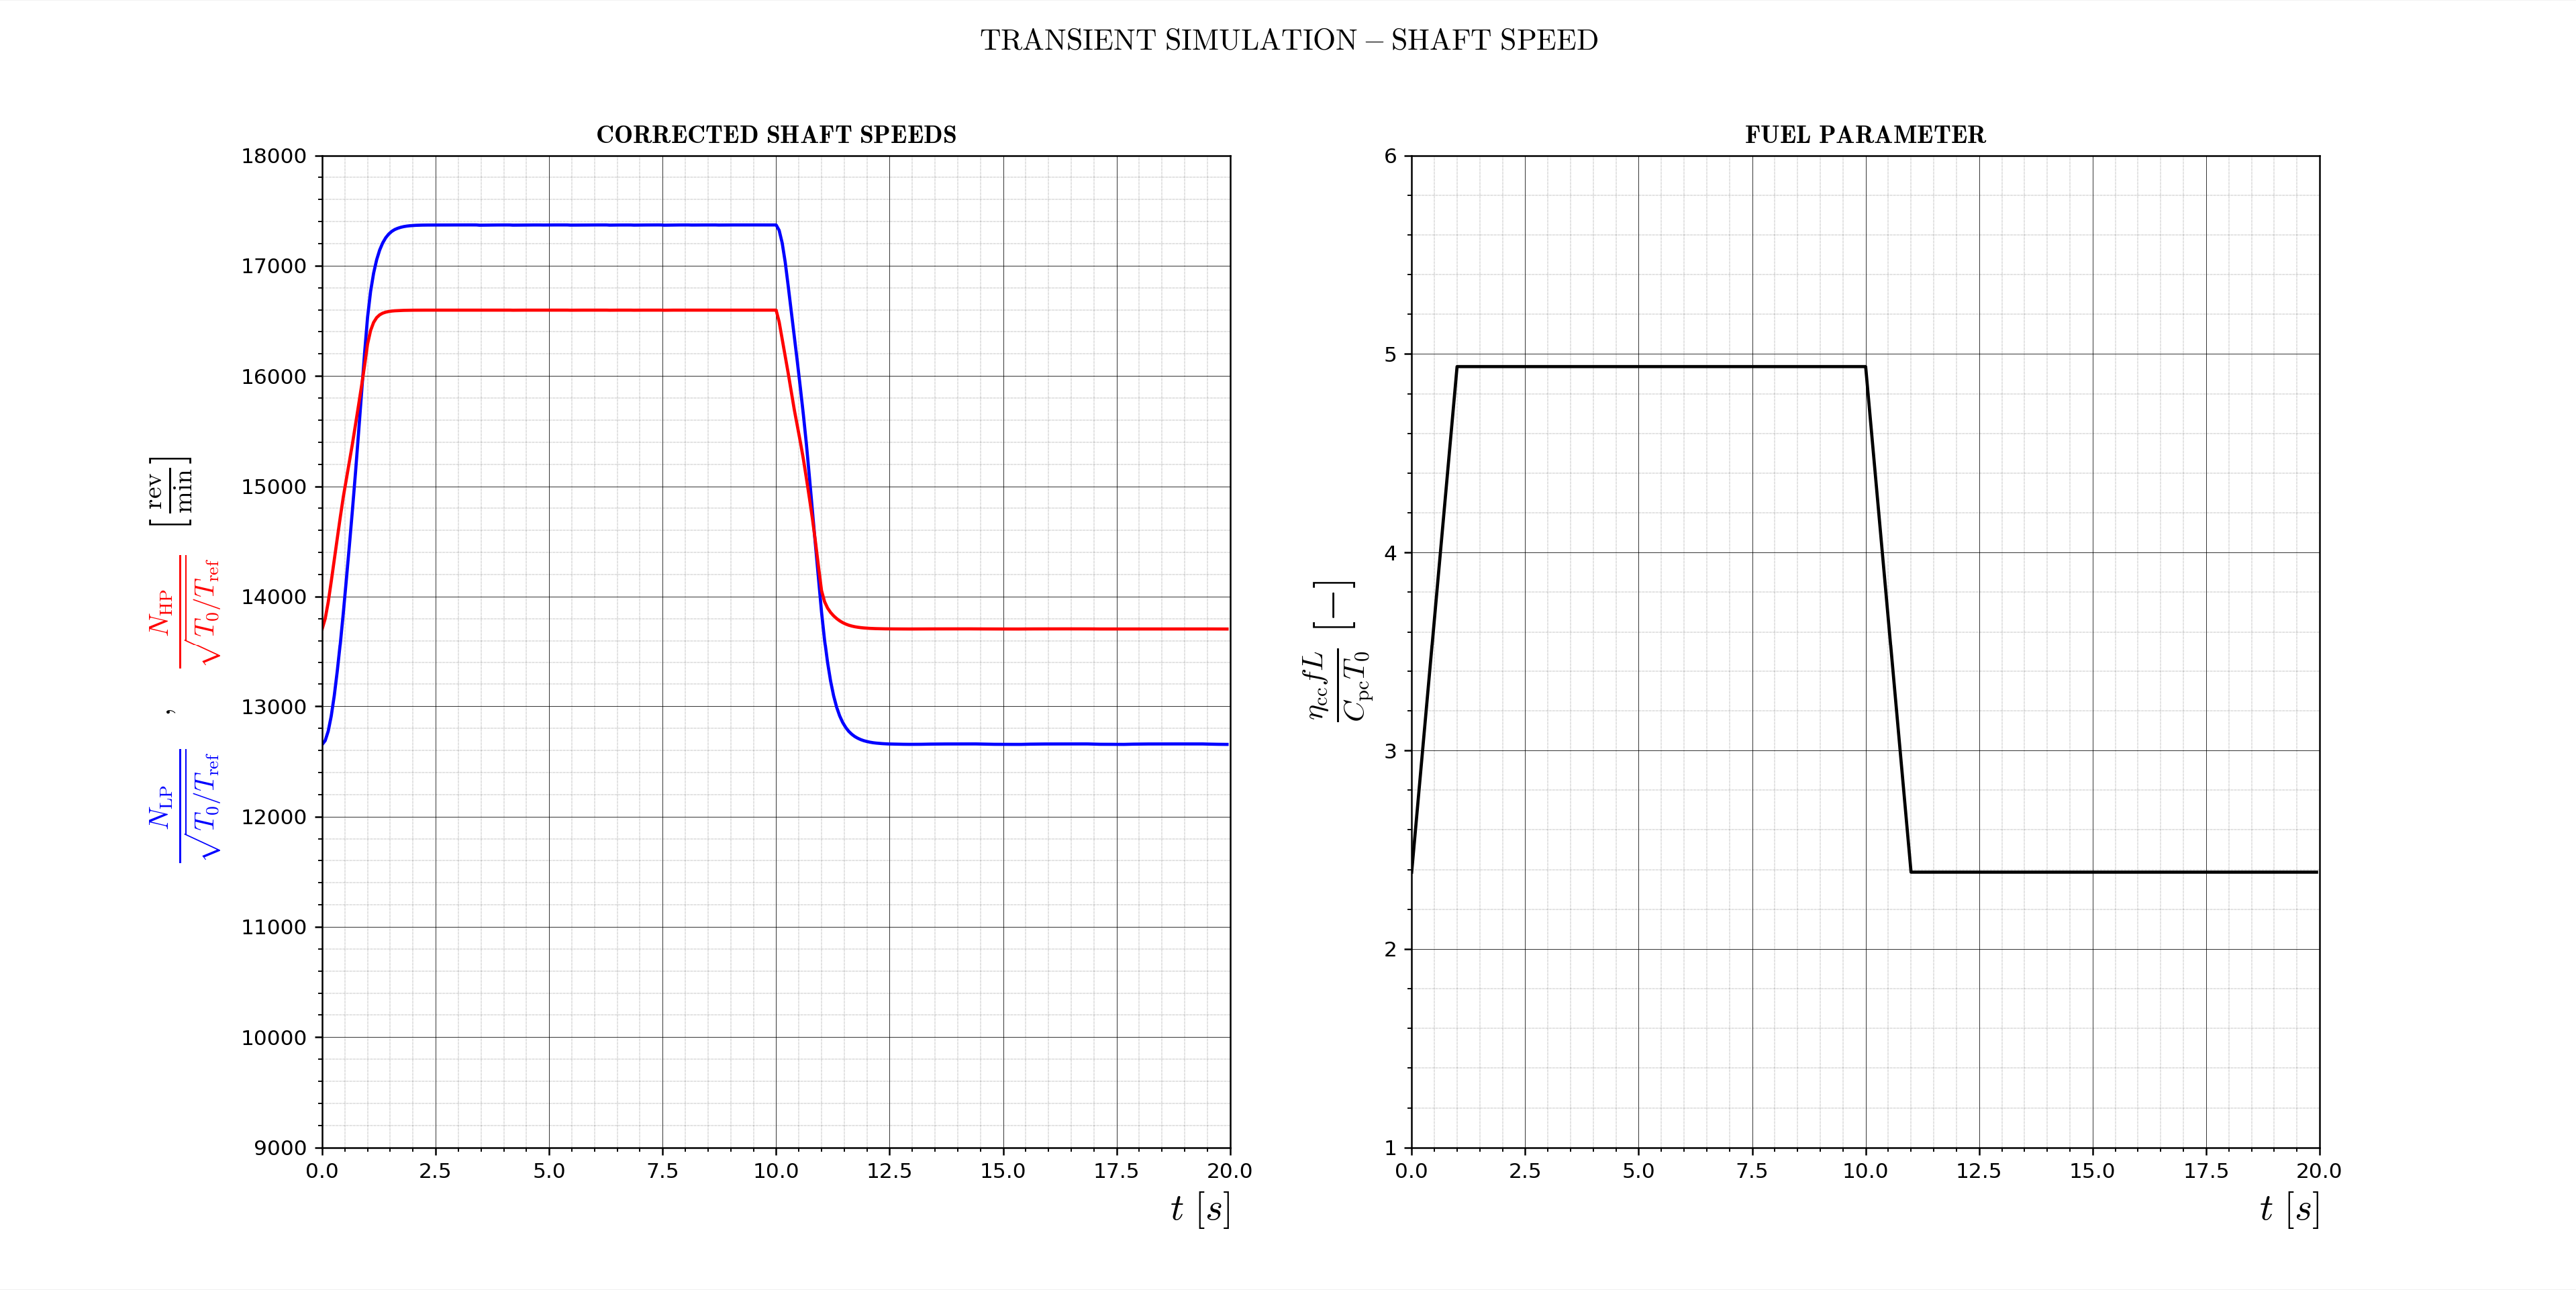 TRANSIENT SIMULATION – SHAFT SPEED
CORRECTED SHAFT SPEEDS
18000
17000
16000
15000
14000
13000
12000
11000
10000
9000
0.0 2.5 5.0 7.5 10.0 12.5 15.0 17.5 20.0
t [s]
N_LP / √(T_0/T_ref) , N_HP / √(T_0/T_ref) [rev/min]
FUEL PARAMETER
6
5
4
3
2
1
0.0 2.5 5.0 7.5 10.0 12.5 15.0 17.5 20.0
t [s]
η_cc f L / C_pc T_0 [—]